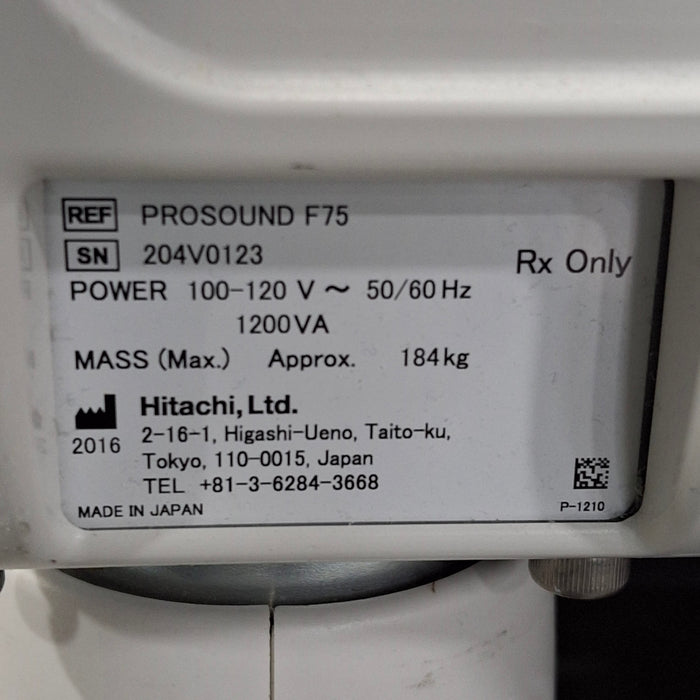 REF PROSOUND F75
SN 204V0123
Rx Only
POWER 100-120 V ~ 50/60 Hz
1200VA
MASS (Max.) Approx. 184kg
Hitachi, Ltd.
2016 2-16-1, Higashi-Ueno, Taito-ku,
Tokyo, 110-0015, Japan
TEL +81-3-6284-3668
MADE IN JAPAN
P-1210